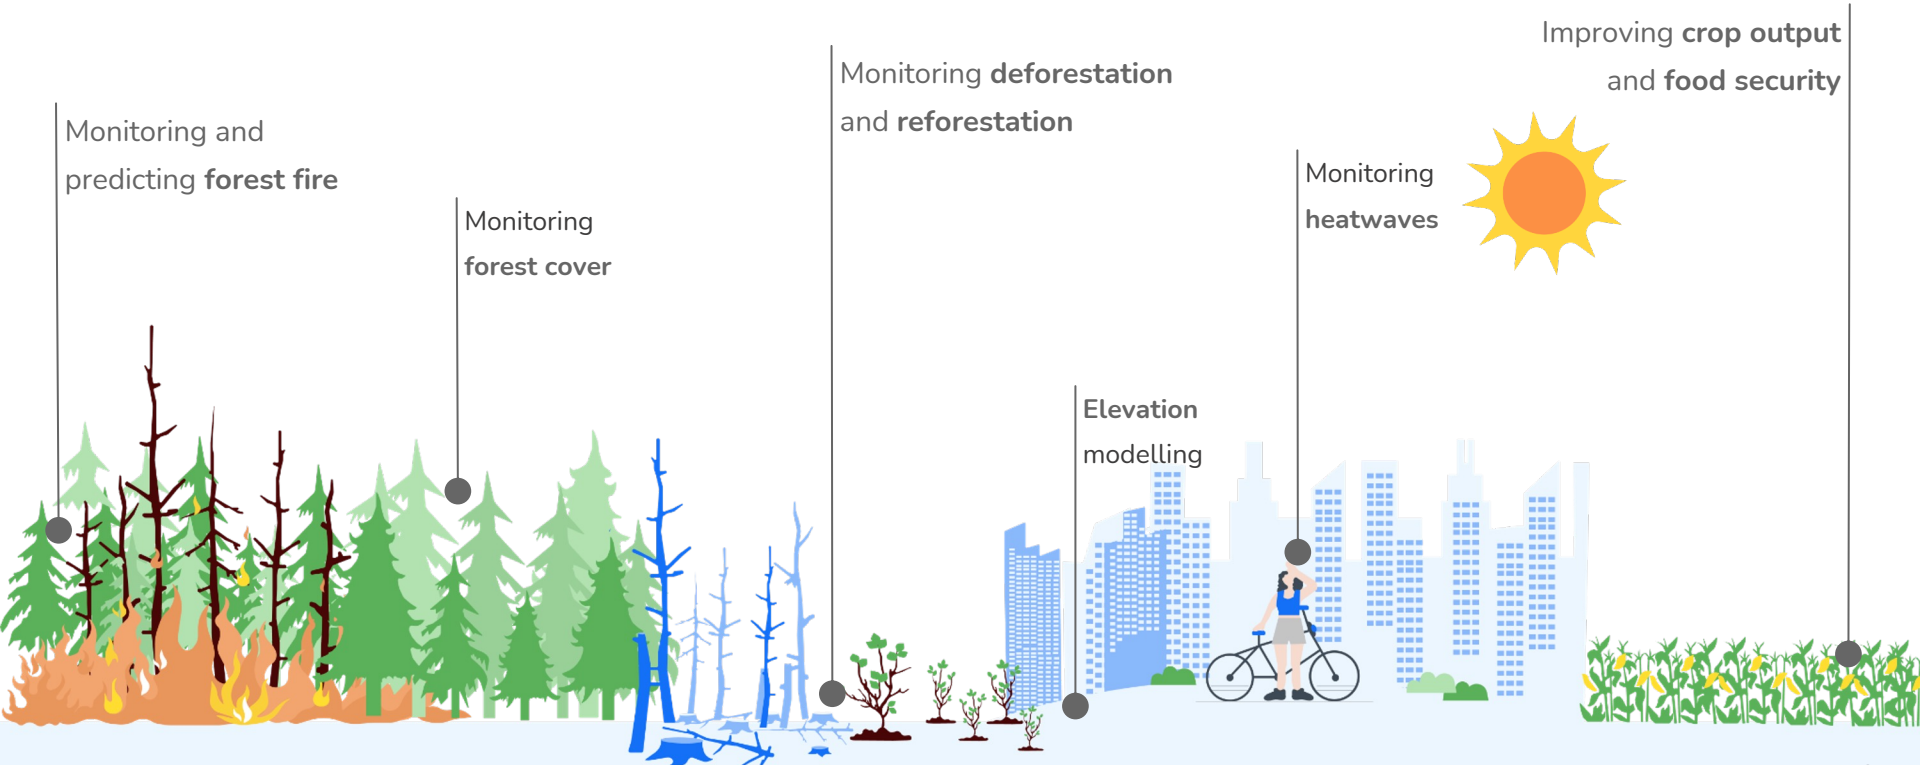 Monitoring and
predicting forest fire
Monitoring
forest cover
Monitoring deforestation
and reforestation
Elevation
modelling
Monitoring
heatwaves
Improving crop output
and food security